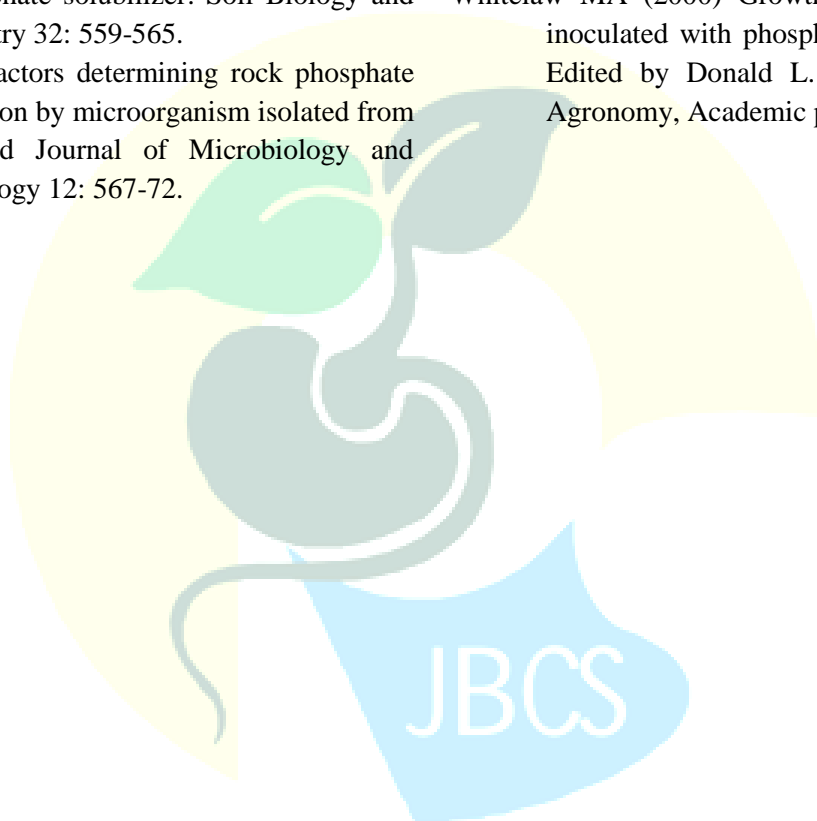 phate solubilizer. Soil Biology and
try 32: 559-565.
actors determining rock phosphate
on by microorganism isolated from
d Journal of Microbiology and
ogy 12: 567-72.
Whitelaw MA (2000) Growth
inoculated with phosph
Edited by Donald L.
Agronomy, Academic p
JBCS